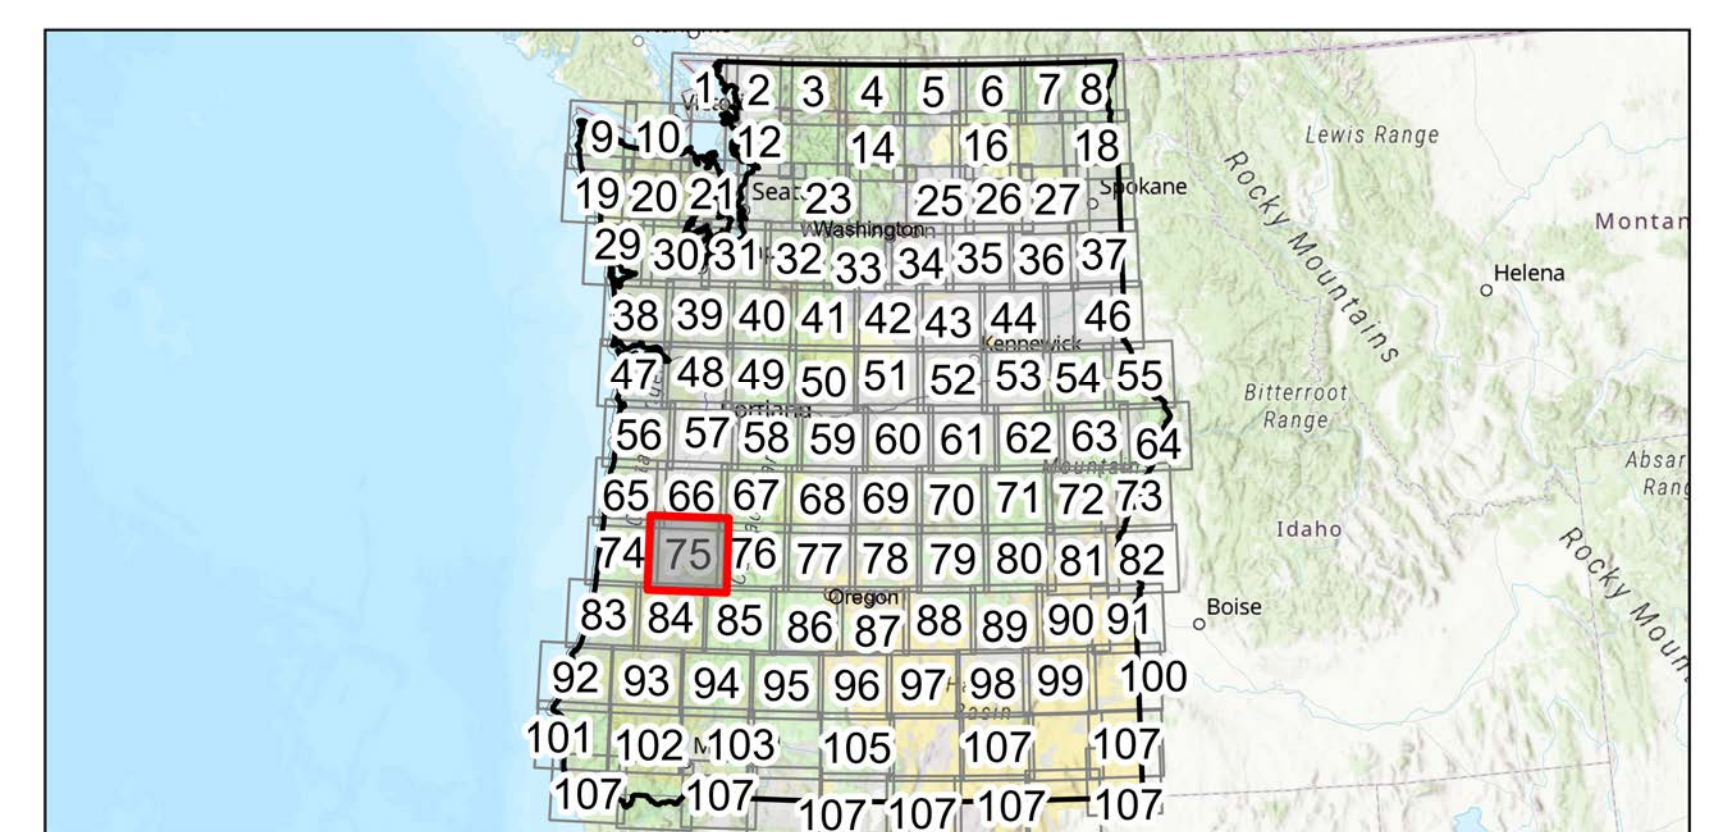 1 2 3 4 5 6 7 8
Lewis Range
9 10 12 14 16 18
Rocky Mountains
19 20 21 Seat 23 25 26 27 Spokane
Montan
Washington
29 30 31 32 33 34 35 36 37
Helena
38 39 40 41 42 43 44 46
Kennewick
47 48 49 50 51 52 53 54 55
Bitterroot
Range
Portland
56 57 58 59 60 61 62 63 64
Mountain
Absar
Rang
65 66 67 68 69 70 71 72 73
Idaho
Rocky Moun
74 75 76 77 78 79 80 81 82
Oregon
83 84 85 86 87 88 89 90 91
Boise
92 93 94 95 96 97 98 99 100
Basin
101 102 103 105 107 107
107 107 107 107 107 107